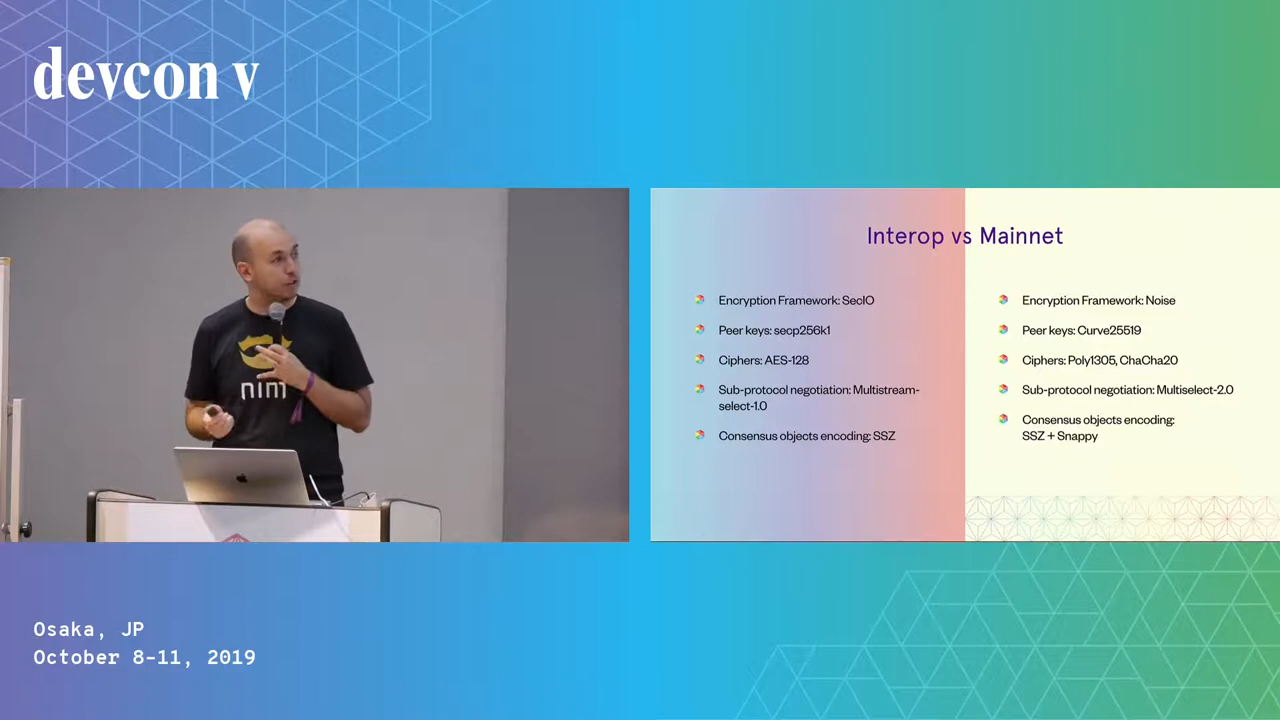 devcon v
nim
Interop vs Mainnet
Encryption Framework: SecIO
Peer keys: secp256k1
Ciphers: AES-128
Sub-protocol negotiation: Multistream-
select-1.0
Consensus objects encoding: SSZ
Encryption Framework: Noise
Peer keys: Curve25519
Ciphers: Poly1305, ChaCha20
Sub-protocol negotiation: Multiselect-2.0
Consensus objects encoding:
SSZ + Snappy
Osaka, JP
October 8-11, 2019